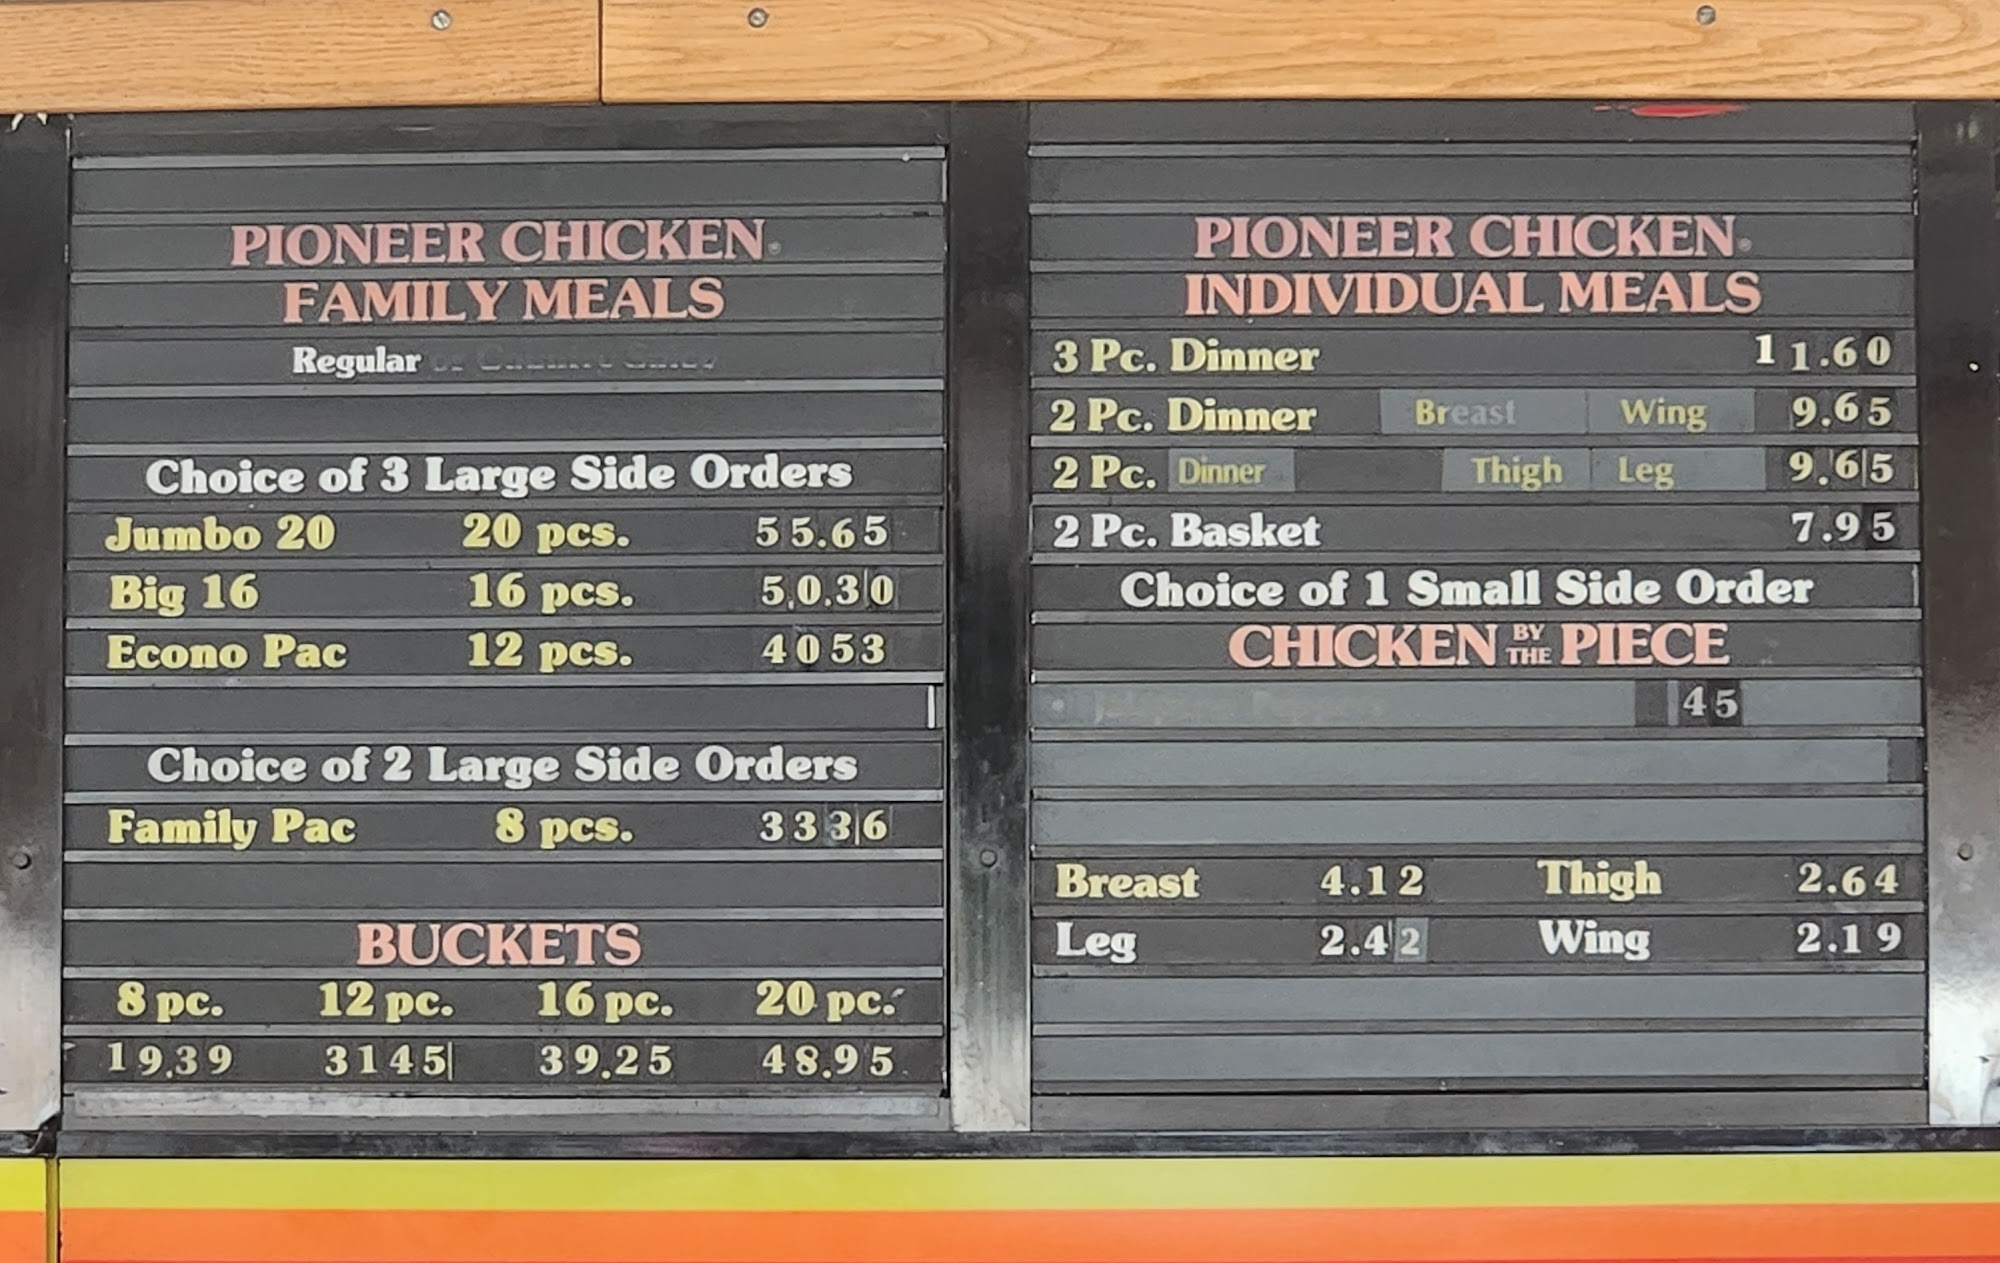 PIONEER CHICKEN®
FAMILY MEALS
Regular
Choice of 3 Large Side Orders
Jumbo 20 20 pcs. 55.65
Big 16 16 pcs. 50.30
Econo Pac 12 pcs. 4053
Choice of 2 Large Side Orders
Family Pac 8 pcs. 3336
BUCKETS
8 pc. 12 pc. 16 pc. 20 pc.
19.39 3145 39.25 48.95
PIONEER CHICKEN®
INDIVIDUAL MEALS
3 Pc. Dinner 11.60
2 Pc. Dinner Breast Wing 9.65
2 Pc. Dinner Thigh Leg 9.65
2 Pc. Basket 7.95
Choice of 1 Small Side Order
CHICKEN BY THE PIECE
Jalapeno Peppers 45
Breast 4.12 Thigh 2.64
Leg 2.42 Wing 2.19